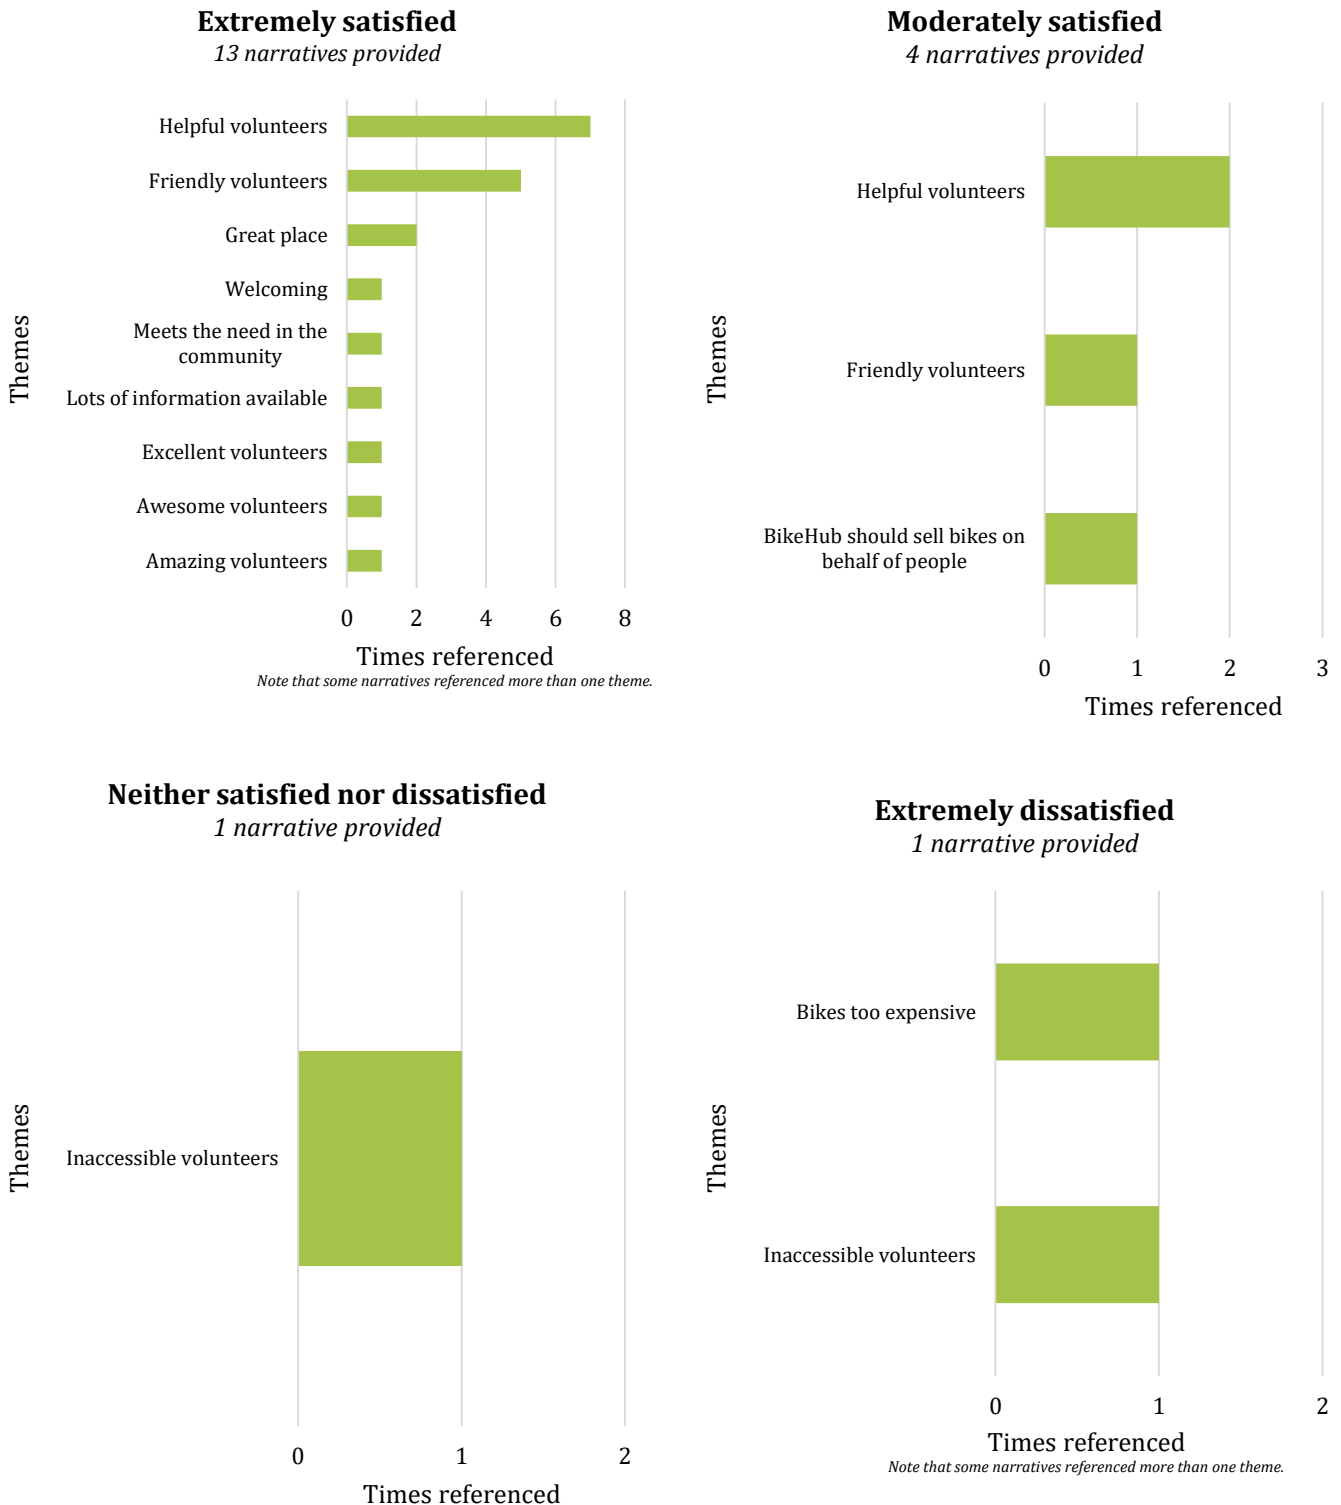 Extremely satisfied
13 narratives provided
Themes
Helpful volunteers
Friendly volunteers
Great place
Welcoming
Meets the need in the
community
Lots of information available
Excellent volunteers
Awesome volunteers
Amazing volunteers
0 2 4 6 8
Times referenced
Note that some narratives referenced more than one theme.
Moderately satisfied
4 narratives provided
Themes
Helpful volunteers
Friendly volunteers
BikeHub should sell bikes on
behalf of people
0 1 2 3
Times referenced
Neither satisfied nor dissatisfied
1 narrative provided
Themes
Inaccessible volunteers
0 1 2
Times referenced
Extremely dissatisfied
1 narrative provided
Themes
Bikes too expensive
Inaccessible volunteers
0 1 2
Times referenced
Note that some narratives referenced more than one theme.